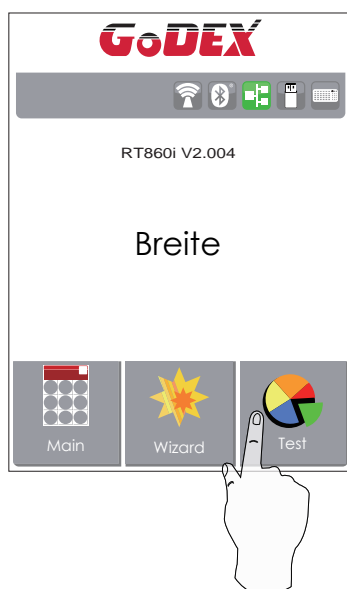 GoDEX
RT860i V2.004
Breite
Main
Wizard
Test